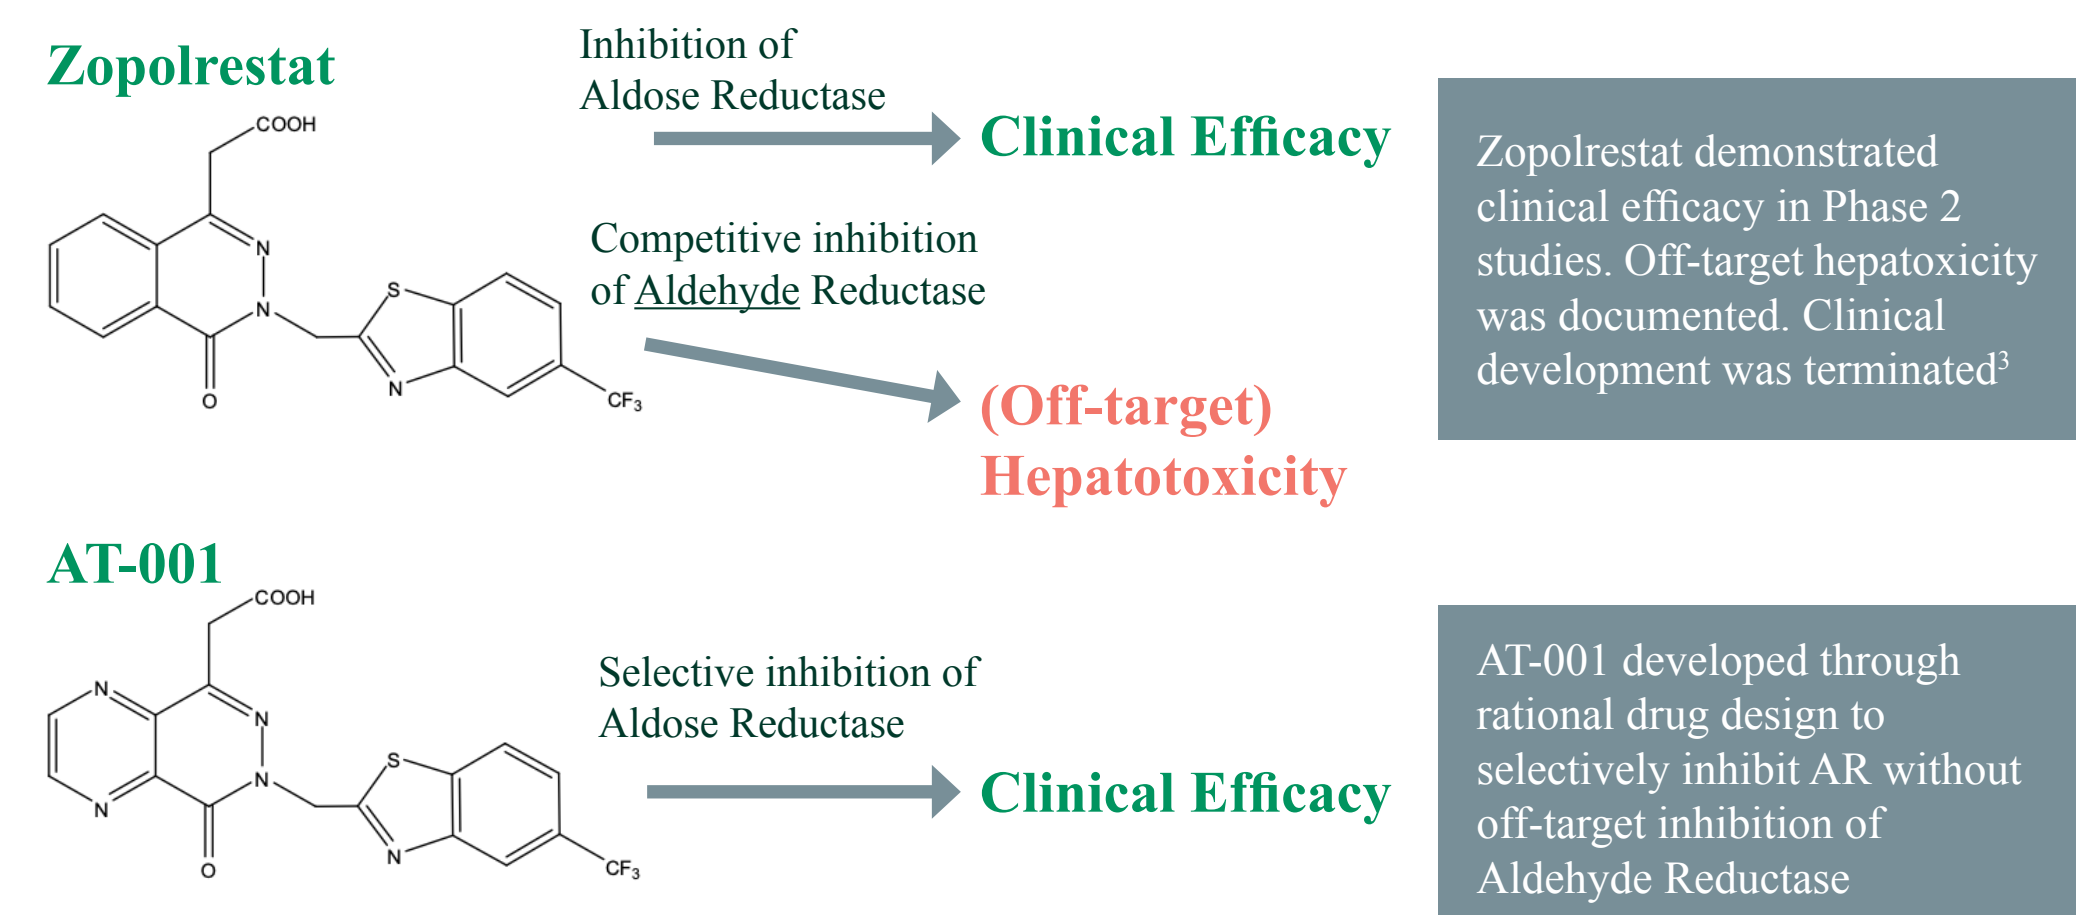 Zopolrestat
COOH
N
N
O
S
N
CF3
Inhibition of
Aldose Reductase
Clinical Efficacy
Competitive inhibition
of Aldehyde Reductase
(Off-target)
Hepatotoxicity
Zopolrestat demonstrated
clinical efficacy in Phase 2
studies. Off-target hepatoxicity
was documented. Clinical
development was terminated3
AT-001
COOH
N
N
N
N
O
S
N
CF3
Selective inhibition of
Aldose Reductase
Clinical Efficacy
AT-001 developed through
rational drug design to
selectively inhibit AR without
off-target inhibition of
Aldehyde Reductase